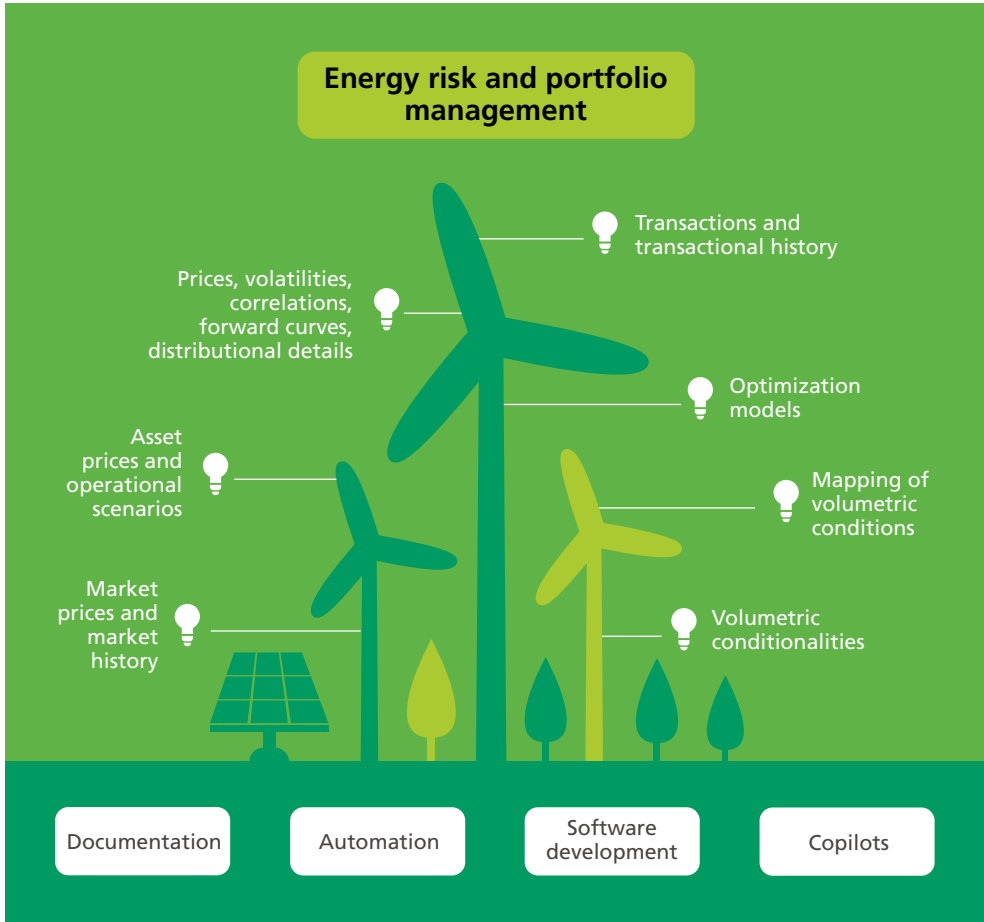 Energy risk and portfolio
management
Transactions and
transactional history
Prices, volatilities,
correlations,
forward curves,
distributional details
Optimization
models
Asset
prices and
operational
scenarios
Mapping of
volumetric
conditions
Market
prices and
market
history
Volumetric
conditionalities
Documentation
Automation
Software
development
Copilots